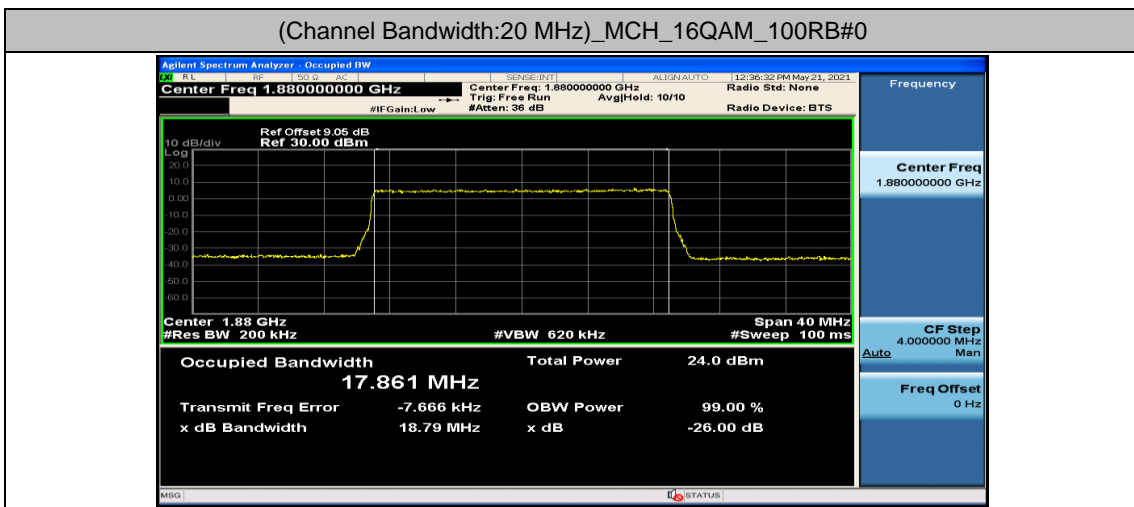 (Channel Bandwidth:20 MHz)_MCH_16QAM_100RB#0
Agilent Spectrum Analyzer - Occupied BW
LXI RL RF 50 Ω AC SENSE:INT ALIGN AUTO 12:36:32 PM May 21, 2021
Center Freq 1.880000000 GHz
Center Freq: 1.880000000 GHz
Radio Std: None
Trig: Free Run Avg|Hold: 10/10
#IFGain:Low #Atten: 36 dB Radio Device: BTS
Ref Offset 9.05 dB
10 dB/div Ref 30.00 dBm
Log
20.0
10.0
0.00
-10.0
-20.0
-30.0
-40.0
-50.0
-60.0
Center 1.88 GHz Span 40 MHz
#Res BW 200 kHz #VBW 620 kHz #Sweep 100 ms
Occupied Bandwidth Total Power 24.0 dBm
17.861 MHz
Transmit Freq Error -7.666 kHz OBW Power 99.00 %
x dB Bandwidth 18.79 MHz x dB -26.00 dB
MSG STATUS
Frequency
Center Freq
1.880000000 GHz
CF Step
4.000000 MHz
Auto Man
Freq Offset
0 Hz